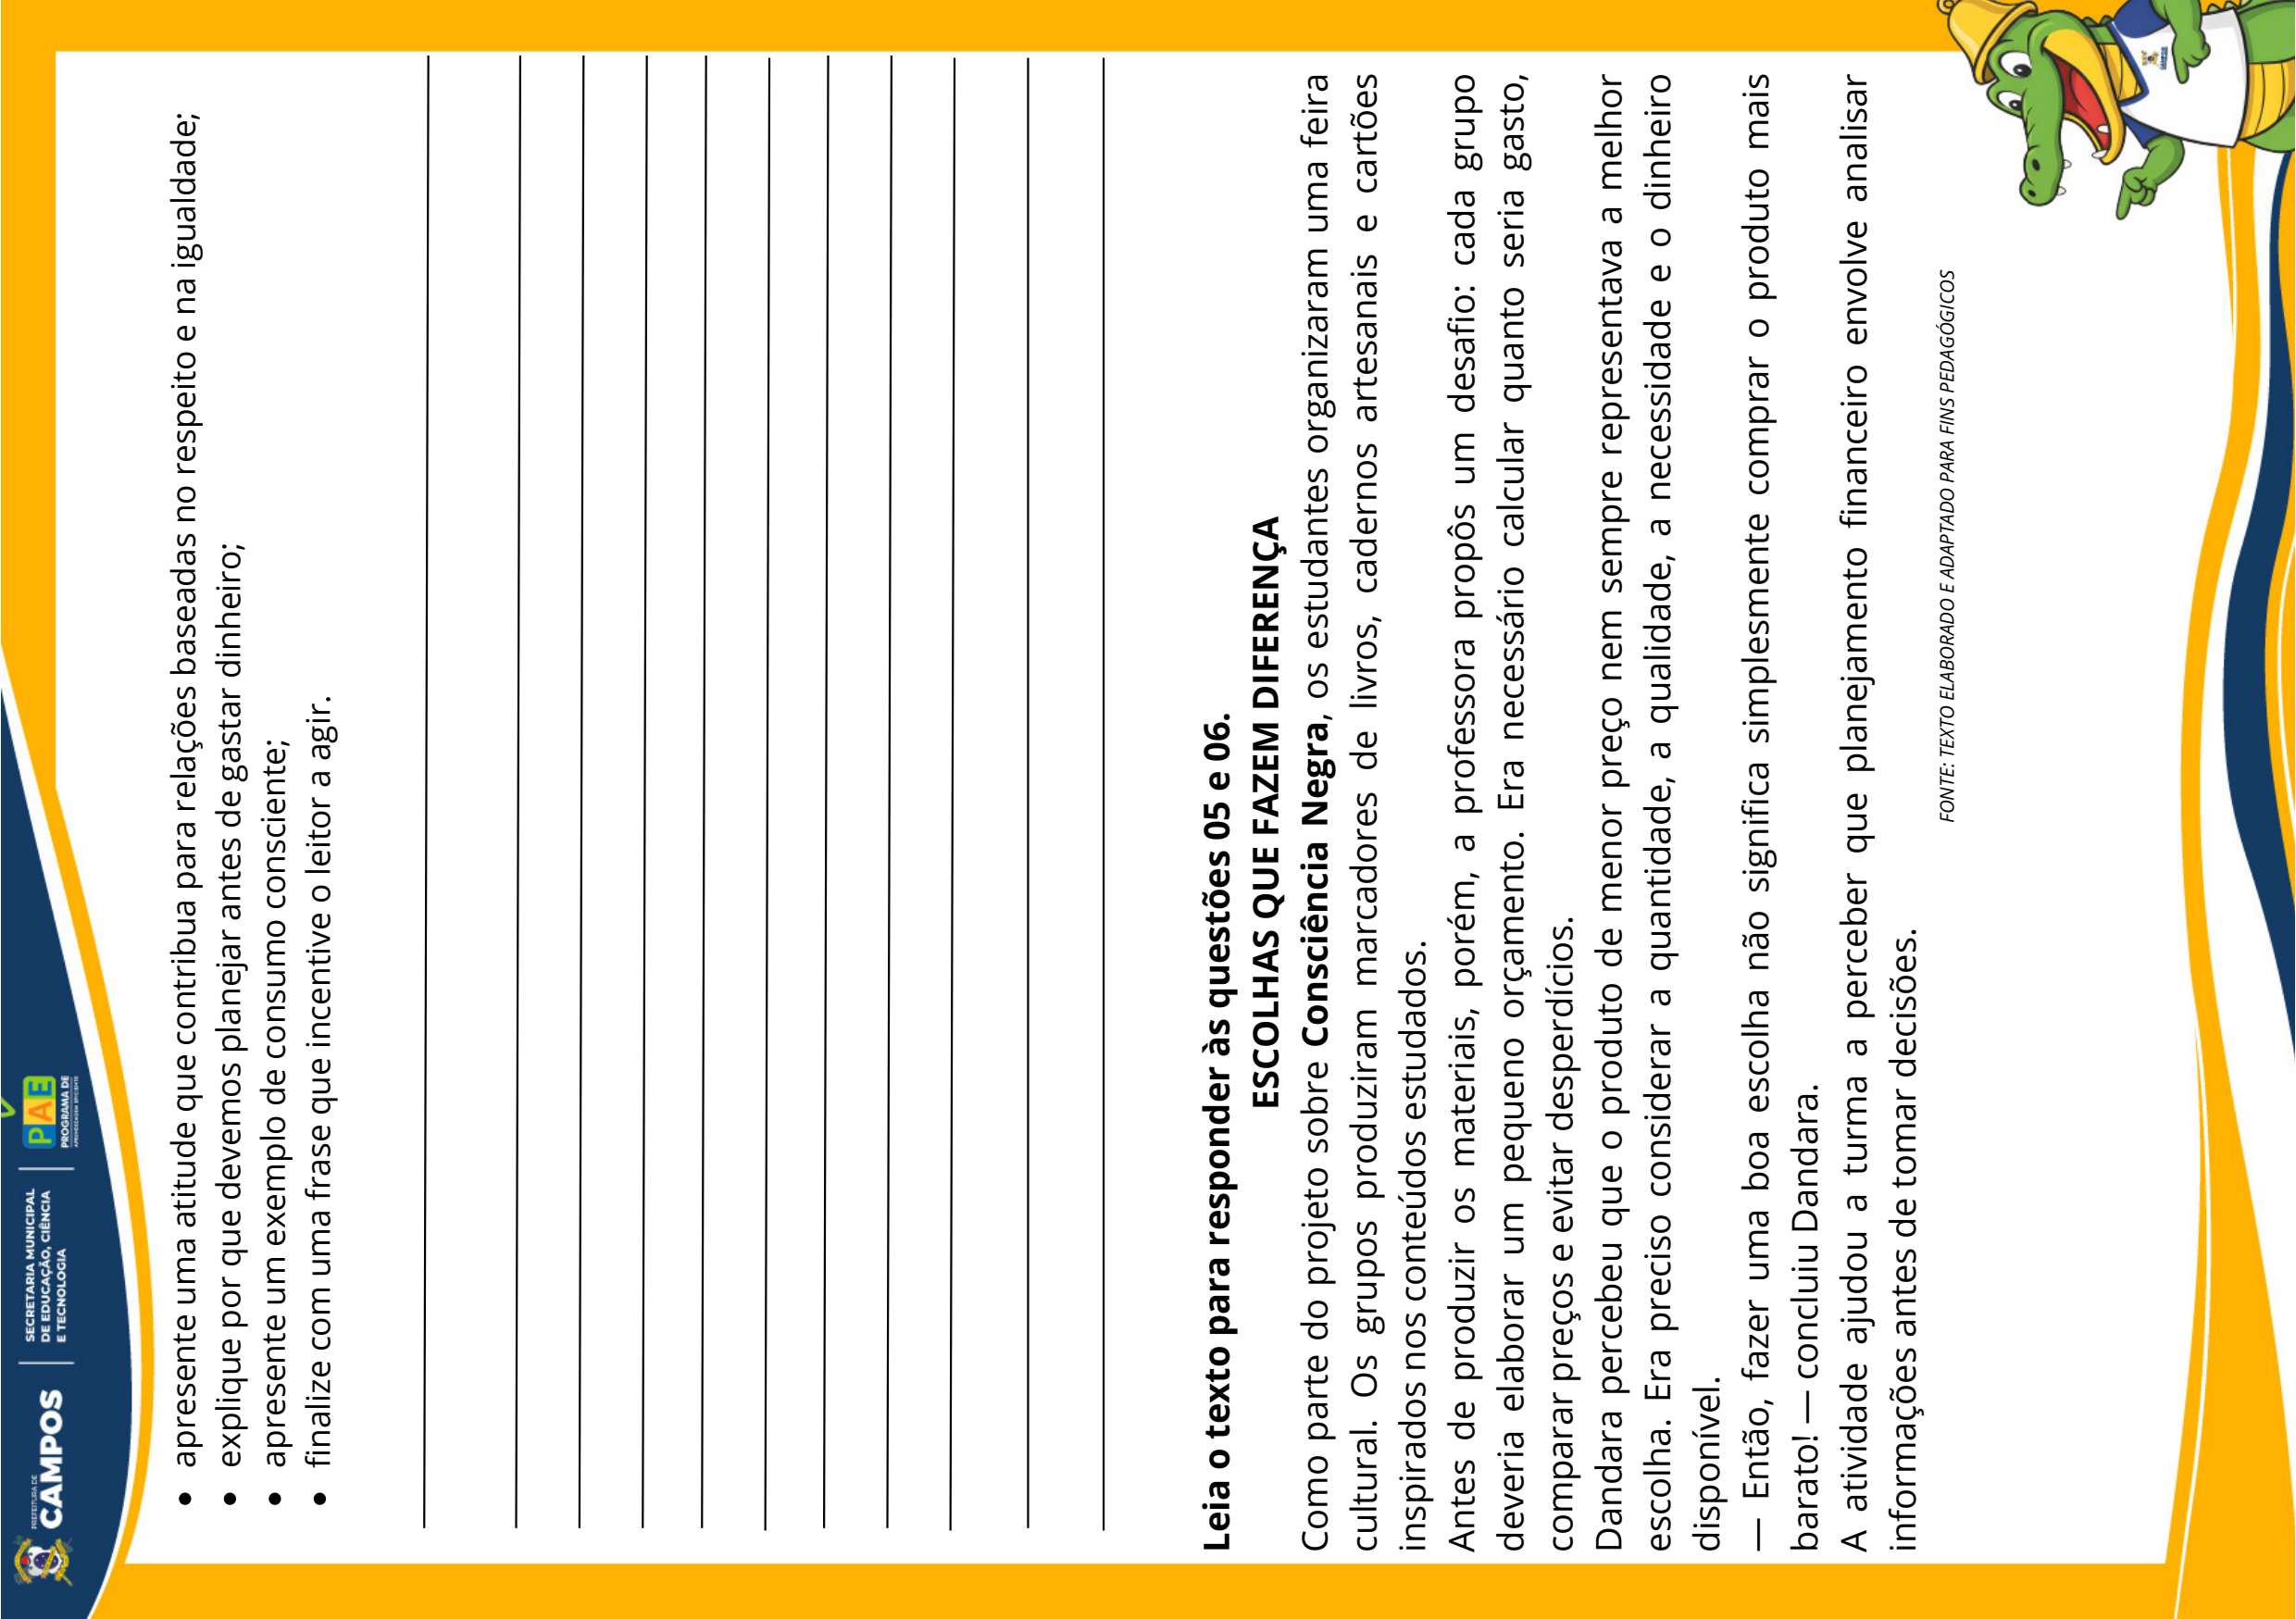 PREFEITURA DE
CAMPOS
SECRETARIA MUNICIPAL
DE EDUCAÇÃO, CIÊNCIA
E TECNOLOGIA
PAE
PROGRAMA DE
APRENDIZAGEM EFICIENTE
• apresente uma atitude que contribua para relações baseadas no respeito e na igualdade;
• explique por que devemos planejar antes de gastar dinheiro;
• apresente um exemplo de consumo consciente;
• finalize com uma frase que incentive o leitor a agir.
Leia o texto para responder às questões 05 e 06.
ESCOLHAS QUE FAZEM DIFERENÇA
Como parte do projeto sobre Consciência Negra, os estudantes organizaram uma feira
cultural. Os grupos produziram marcadores de livros, cadernos artesanais e cartões
inspirados nos conteúdos estudados.
Antes de produzir os materiais, porém, a professora propôs um desafio: cada grupo
deveria elaborar um pequeno orçamento. Era necessário calcular quanto seria gasto,
comparar preços e evitar desperdícios.
Dandara percebeu que o produto de menor preço nem sempre representava a melhor
escolha. Era preciso considerar a quantidade, a qualidade, a necessidade e o dinheiro
disponível.
— Então, fazer uma boa escolha não significa simplesmente comprar o produto mais
barato! — concluiu Dandara.
A atividade ajudou a turma a perceber que planejamento financeiro envolve analisar
informações antes de tomar decisões.
FONTE: TEXTO ELABORADO E ADAPTADO PARA FINS PEDAGÓGICOS